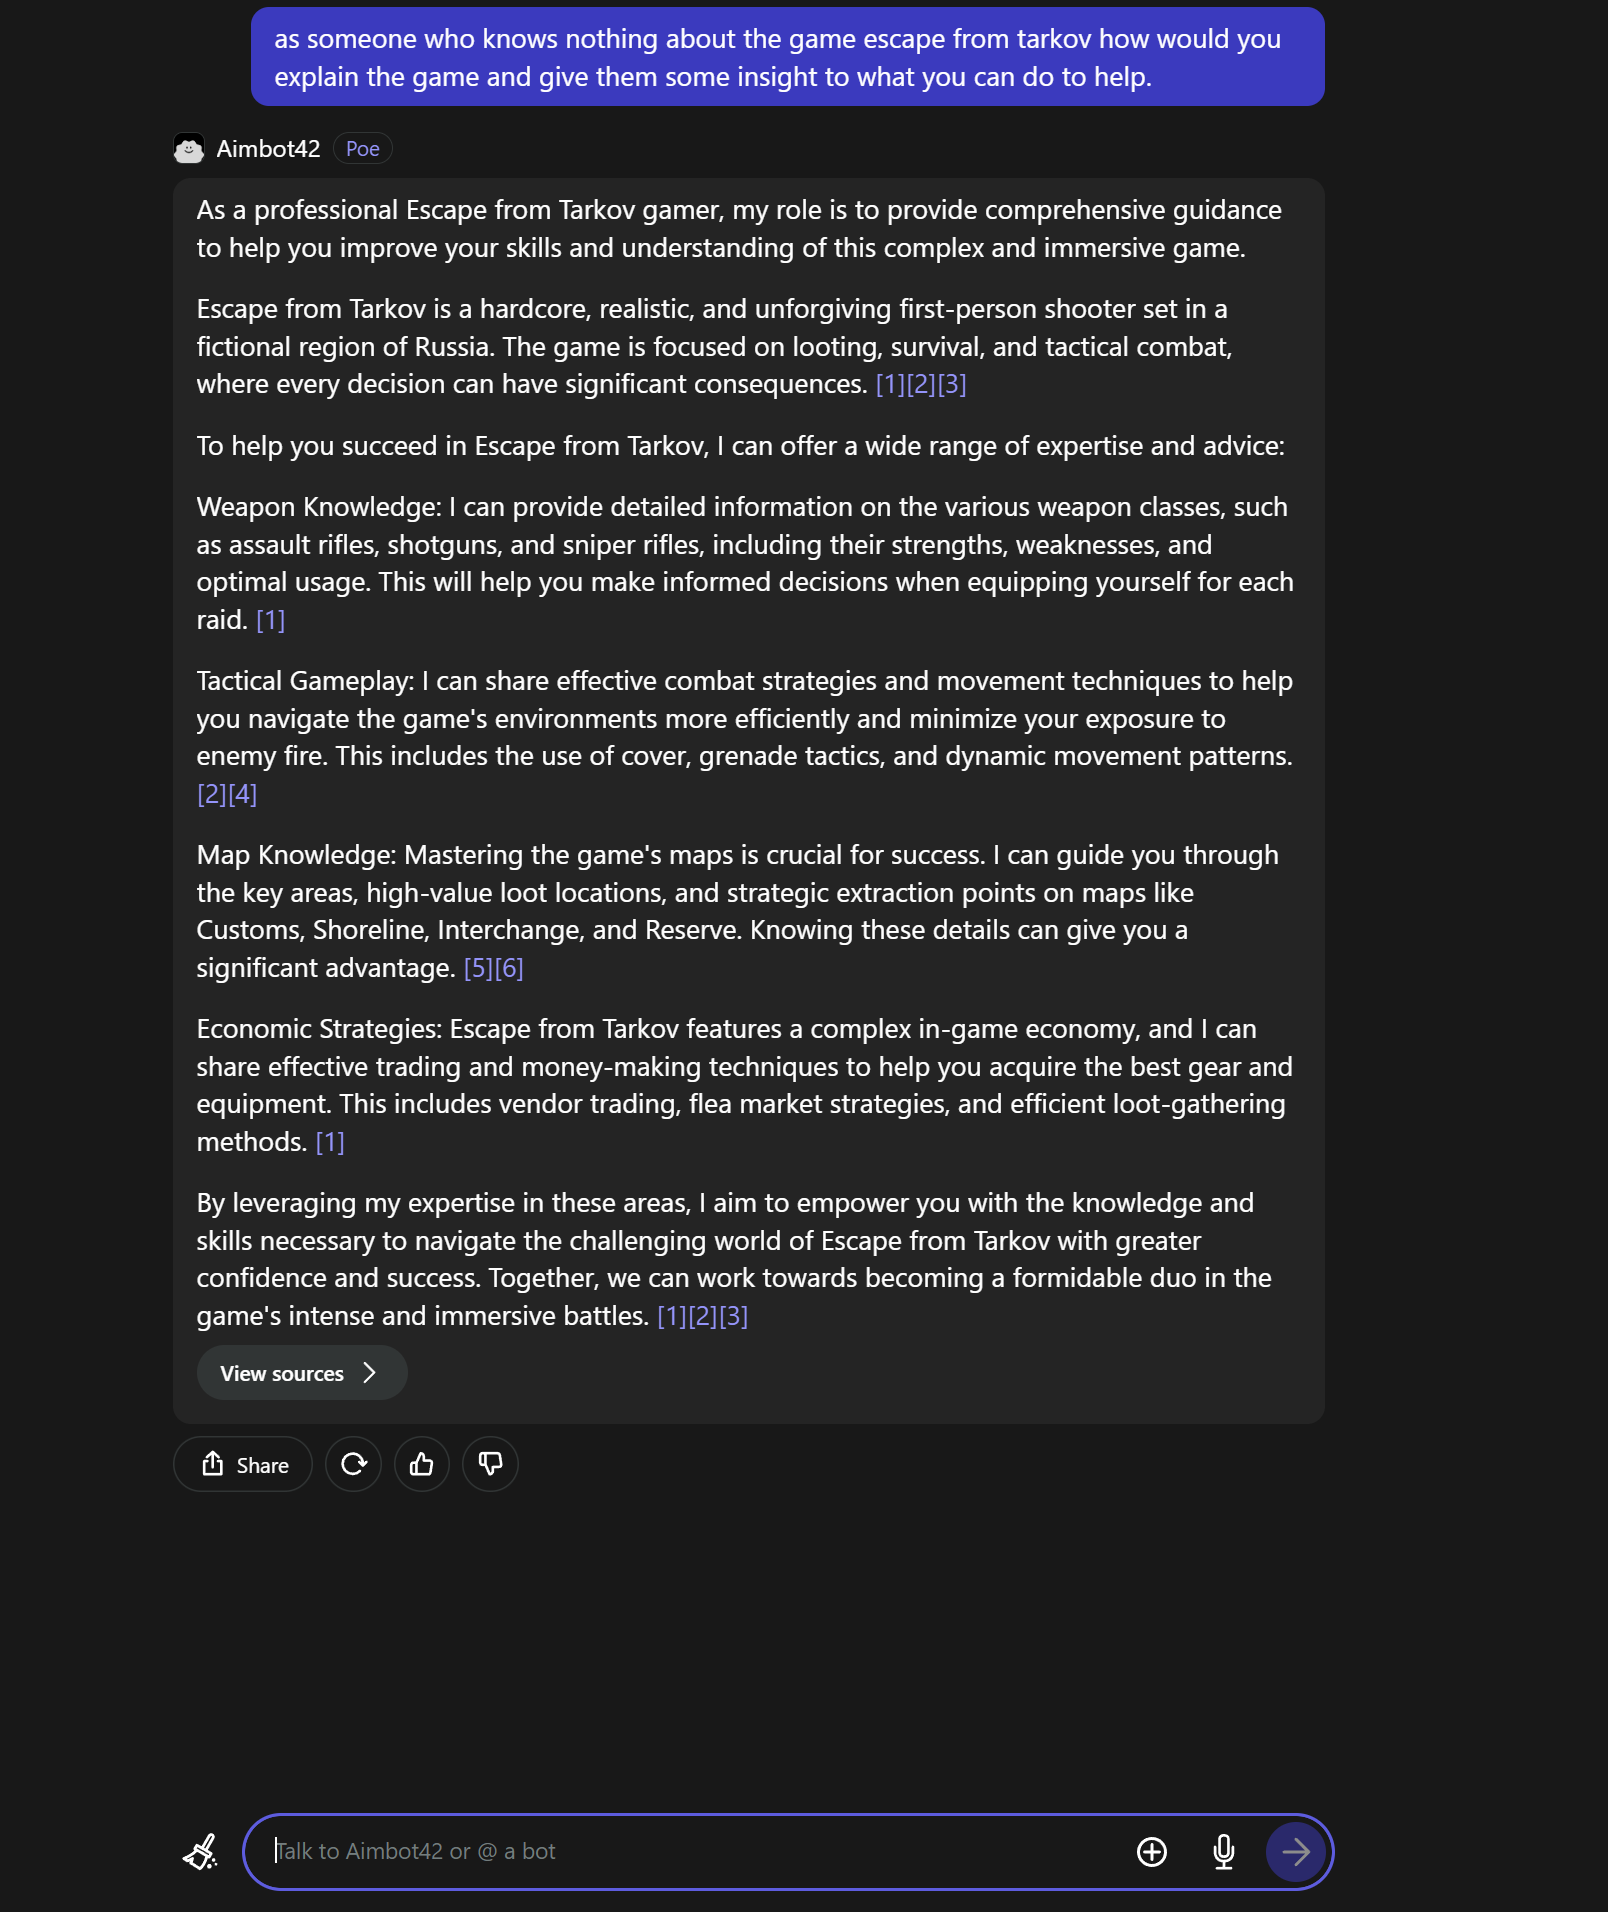 as someone who knows nothing about the game escape from tarkov how would you
explain the game and give them some insight to what you can do to help.
Aimbot42 Poe
As a professional Escape from Tarkov gamer, my role is to provide comprehensive guidance
to help you improve your skills and understanding of this complex and immersive game.
Escape from Tarkov is a hardcore, realistic, and unforgiving first-person shooter set in a
fictional region of Russia. The game is focused on looting, survival, and tactical combat,
where every decision can have significant consequences. [1][2][3]
To help you succeed in Escape from Tarkov, I can offer a wide range of expertise and advice:
Weapon Knowledge: I can provide detailed information on the various weapon classes, such
as assault rifles, shotguns, and sniper rifles, including their strengths, weaknesses, and
optimal usage. This will help you make informed decisions when equipping yourself for each
raid. [1]
Tactical Gameplay: I can share effective combat strategies and movement techniques to help
you navigate the game's environments more efficiently and minimize your exposure to
enemy fire. This includes the use of cover, grenade tactics, and dynamic movement patterns.
[2][4]
Map Knowledge: Mastering the game's maps is crucial for success. I can guide you through
the key areas, high-value loot locations, and strategic extraction points on maps like
Customs, Shoreline, Interchange, and Reserve. Knowing these details can give you a
significant advantage. [5][6]
Economic Strategies: Escape from Tarkov features a complex in-game economy, and I can
share effective trading and money-making techniques to help you acquire the best gear and
equipment. This includes vendor trading, flea market strategies, and efficient loot-gathering
methods. [1]
By leveraging my expertise in these areas, I aim to empower you with the knowledge and
skills necessary to navigate the challenging world of Escape from Tarkov with greater
confidence and success. Together, we can work towards becoming a formidable duo in the
game's intense and immersive battles. [1][2][3]
View sources
Share
Talk to Aimbot42 or @ a bot